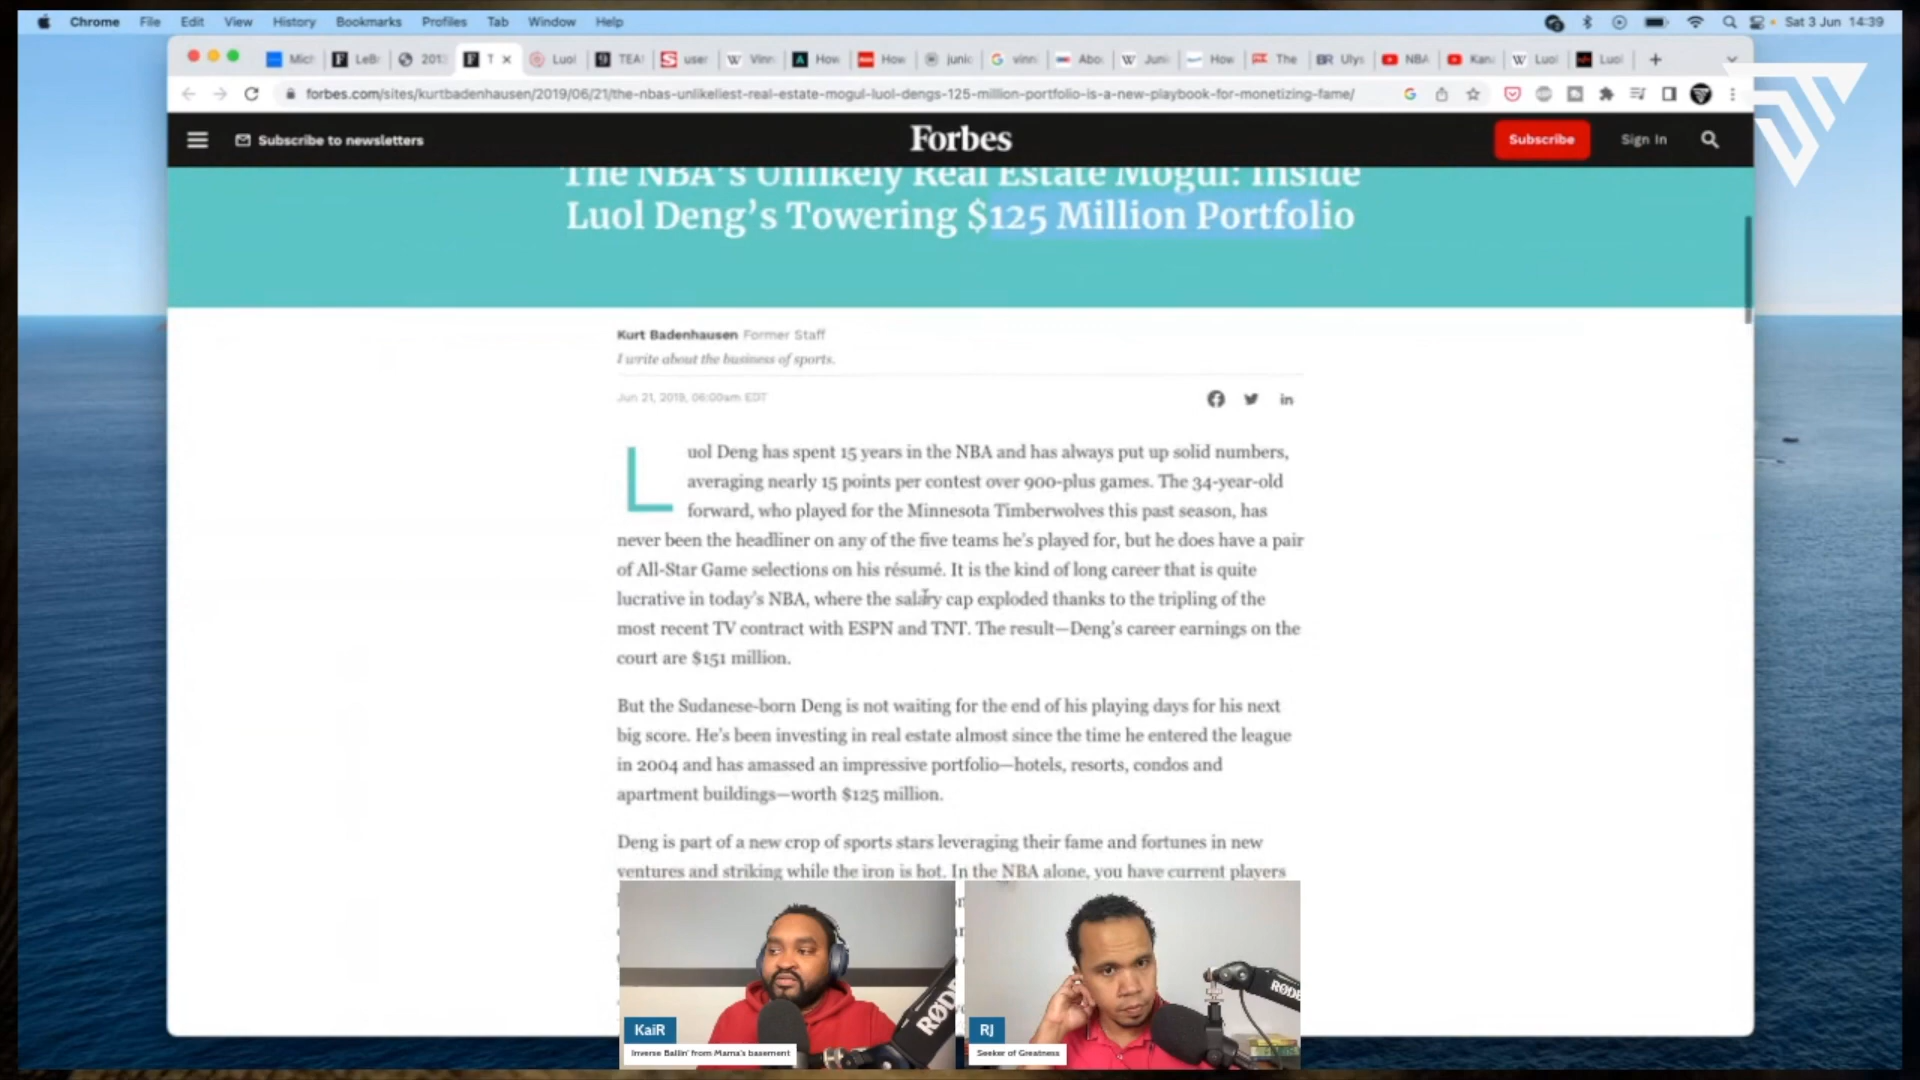 Chrome File Edit View History Bookmarks Profiles Tab Window Help Sat 3 Jun 14:39
Mich LeBr 201 T Luol TEA user Vinn How How junio vinn Abo Juni How The BR Ulys NBA Kan Luol Luol
forbes.com/sites/kurtbadenhausen/2019/06/21/the-nbas-unlikeliest-real-estate-mogul-luol-dengs-125-million-portfolio-is-a-new-playbook-for-monetizing-fame/
Subscribe to newsletters Forbes Subscribe Sign In
The NBA's Unlikely Real Estate Mogul: Inside
Luol Deng's Towering $125 Million Portfolio
Kurt Badenhausen Former Staff
I write about the business of sports.
Jun 21, 2019, 06:00am EDT
Luol Deng has spent 15 years in the NBA and has always put up solid numbers,
averaging nearly 15 points per contest over 900-plus games. The 34-year-old
forward, who played for the Minnesota Timberwolves this past season, has
never been the headliner on any of the five teams he's played for, but he does have a pair
of All-Star Game selections on his résumé. It is the kind of long career that is quite
lucrative in today's NBA, where the salary cap exploded thanks to the tripling of the
most recent TV contract with ESPN and TNT. The result—Deng's career earnings on the
court are $151 million.
But the Sudanese-born Deng is not waiting for the end of his playing days for his next
big score. He's been investing in real estate almost since the time he entered the league
in 2004 and has amassed an impressive portfolio—hotels, resorts, condos and
apartment buildings—worth $125 million.
Deng is part of a new crop of sports stars leveraging their fame and fortunes in new
ventures and striking while the iron is hot. In the NBA alone, you have current players
RØDE RØDE
KaiR RJ
Inverse Ballin' from Mama's basement Seeker of Greatness